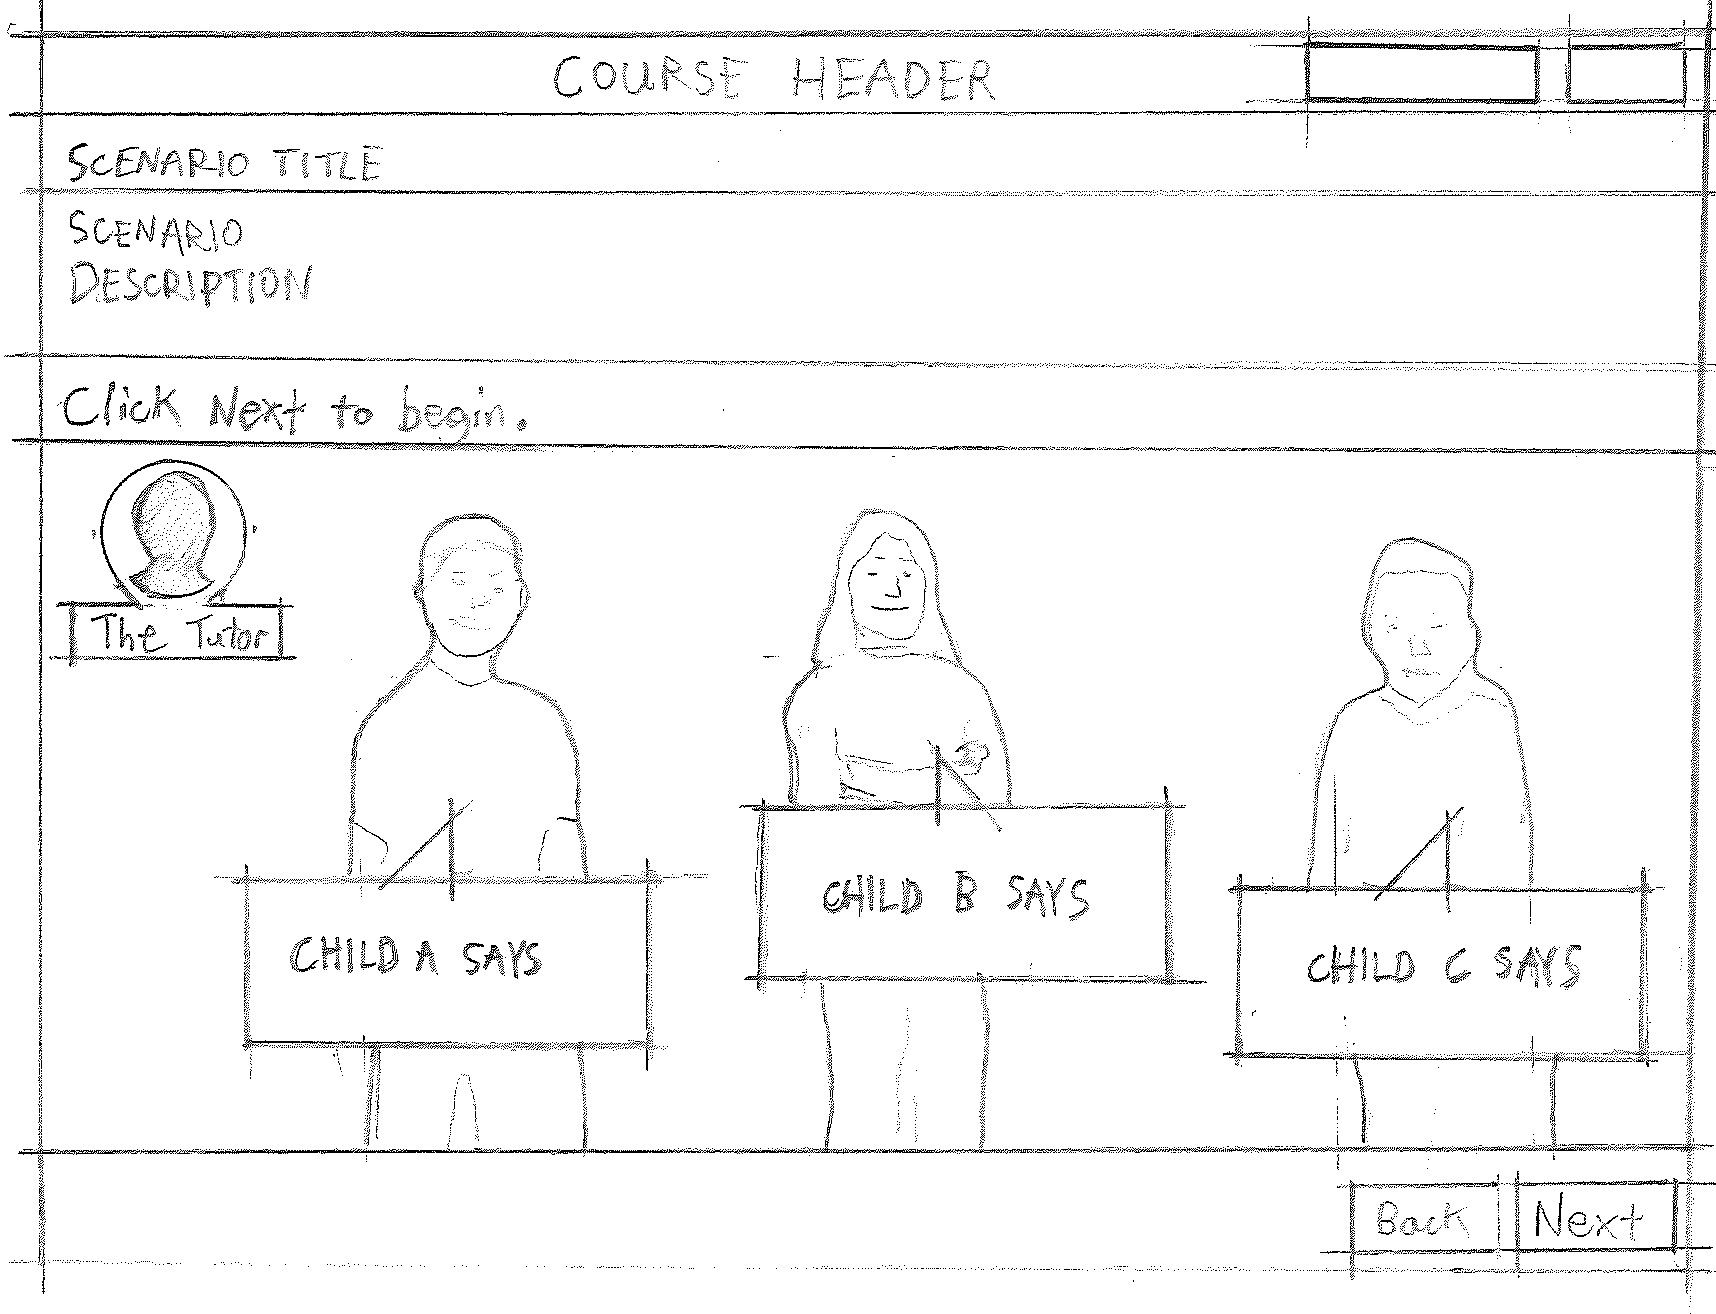 COURSE HEADER
SCENARIO TITLE
SCENARIO
DESCRIPTION
Click Next to begin.
The Tutor
CHILD A SAYS
CHILD B SAYS
CHILD C SAYS
Back
Next